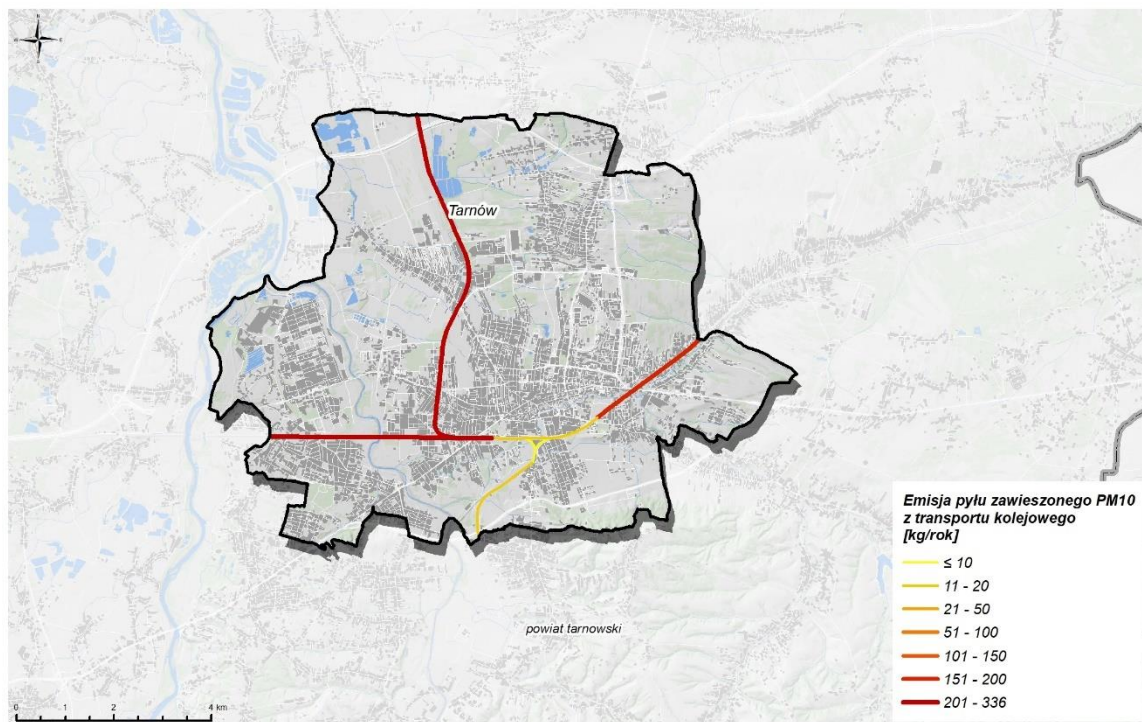 N
W E
S
Tarnów
powiat tarnowski
Emisja pyłu zawieszonego PM10
z transportu kolejowego
[kg/rok]
≤ 10
11 - 20
21 - 50
51 - 100
101 - 150
151 - 200
201 - 336
0 1 2 4 km